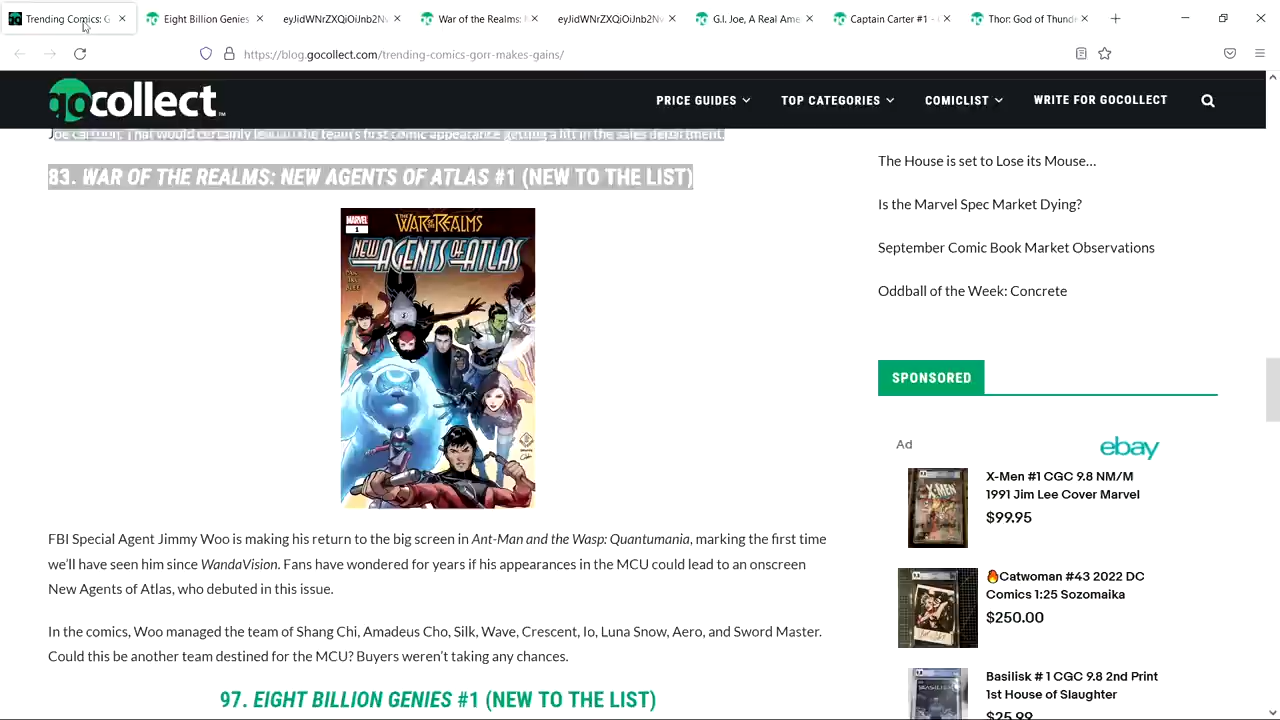 Trending Comics: G
Eight Billion Genies
eyJidWNrZXQiOiJnb2Nv
War of the Realms:
eyJidWNrZXQiOiJnb2Nv
G.I. Joe, A Real Ame
Captain Carter #1 -
Thor: God of Thund
https://blog.gocollect.com/trending-comics-gorr-makes-gains/
gocollect
PRICE GUIDES
TOP CATEGORIES
COMICLIST
WRITE FOR GOCOLLECT
83. WAR OF THE REALMS: NEW AGENTS OF ATLAS #1 (NEW TO THE LIST)
MARVEL
1
THE WAR OF THE REALMS
NEW AGENTS OF ATLAS
FBI Special Agent Jimmy Woo is making his return to the big screen in Ant-Man and the Wasp: Quantumania, marking the first time
we'll have seen him since WandaVision. Fans have wondered for years if his appearances in the MCU could lead to an onscreen
New Agents of Atlas, who debuted in this issue.
In the comics, Woo managed the team of Shang Chi, Amadeus Cho, Silk, Wave, Crescent, Io, Luna Snow, Aero, and Sword Master.
Could this be another team destined for the MCU? Buyers weren't taking any chances.
97. EIGHT BILLION GENIES #1 (NEW TO THE LIST)
The House is set to Lose its Mouse...
Is the Marvel Spec Market Dying?
September Comic Book Market Observations
Oddball of the Week: Concrete
SPONSORED
Ad
ebay
X-Men #1 CGC 9.8 NM/M
1991 Jim Lee Cover Marvel
$99.95
🔥Catwoman #43 2022 DC
Comics 1:25 Sozomaika
$250.00
Basilisk # 1 CGC 9.8 2nd Print
1st House of Slaughter
$25.99